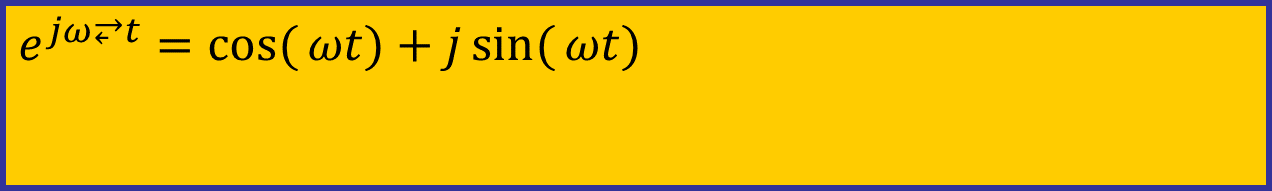 e^{jω⇄t} = cos( ωt) + j sin( ωt)